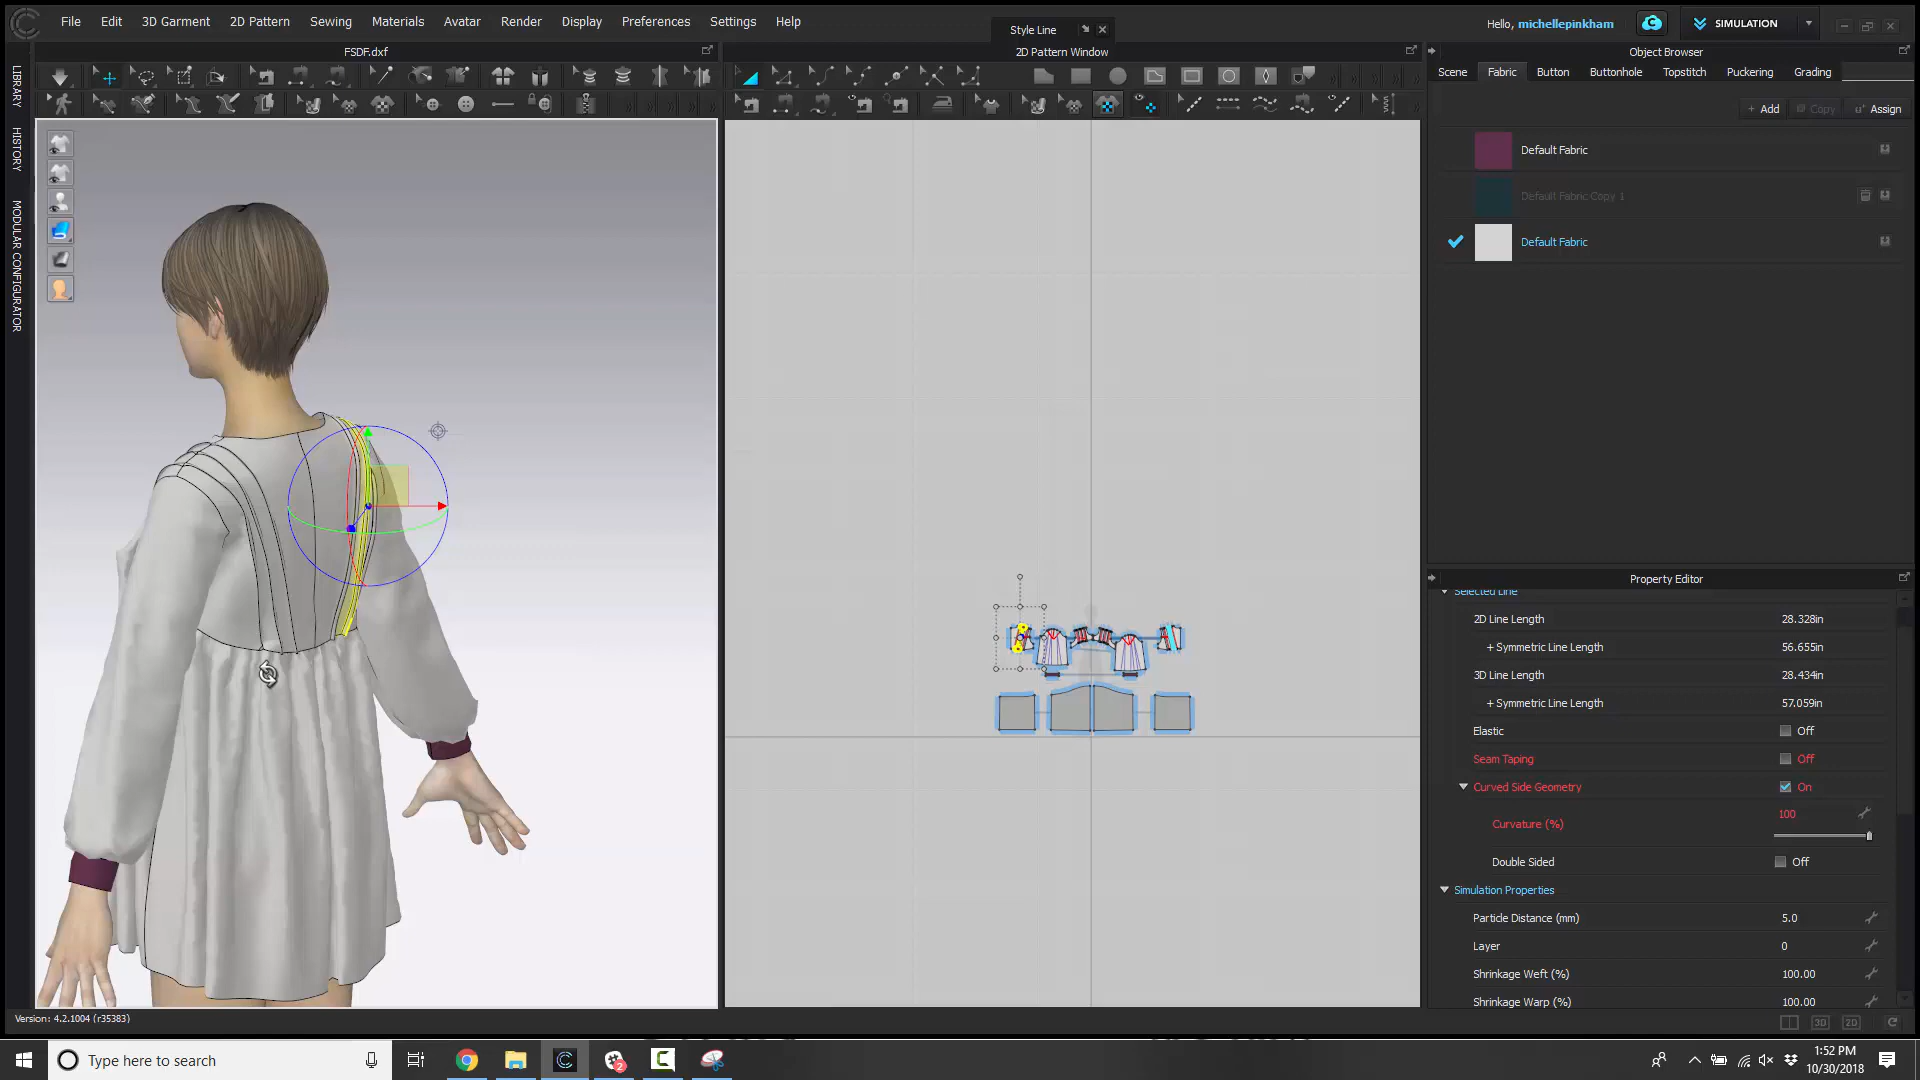 File Edit 3D Garment 2D Pattern Sewing Materials Avatar Render Display Preferences Settings Help
Style Line
Hello, michellepinkham
SIMULATION
FSDF.dxf
2D Pattern Window
Object Browser
Scene Fabric Button Buttonhole Topstitch Puckering Grading
+ Add Copy Assign
LIBRARY
HISTORY
MODULAR CONFIGURATOR
Default Fabric
Default Fabric Copy 1
Default Fabric
Property Editor
Selected Line
2D Line Length 28.328in
+ Symmetric Line Length 56.655in
3D Line Length 28.434in
+ Symmetric Line Length 57.059in
Elastic Off
Seam Taping Off
Curved Side Geometry On
Curvature (%) 100
Double Sided Off
Simulation Properties
Particle Distance (mm) 5.0
Layer 0
Shrinkage Weft (%) 100.00
Shrinkage Warp (%) 100.00
Version: 4.2.1004 (r35383)
3D 2D
Type here to search
2
1:52 PM
10/30/2018